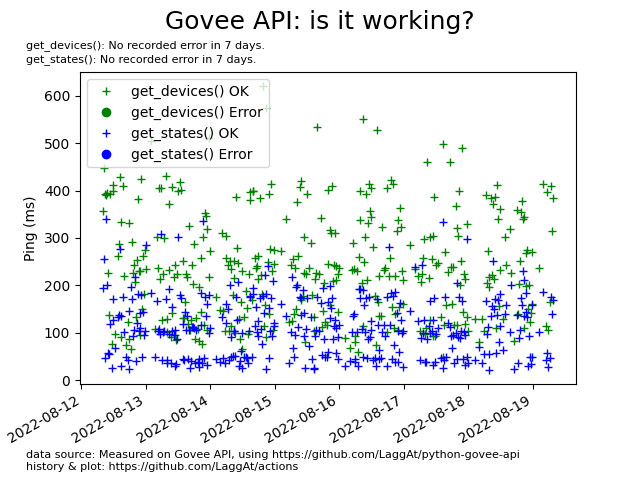 Govee API: is it working?
get_devices(): No recorded error in 7 days.
get_states(): No recorded error in 7 days.
get_devices() OK
get_devices() Error
get_states() OK
get_states() Error
Ping (ms)
600
500
400
300
200
100
0
2022-08-12
2022-08-13
2022-08-14
2022-08-15
2022-08-16
2022-08-17
2022-08-18
2022-08-19
data source: Measured on Govee API, using https://github.com/LaggAt/python-govee-api
history & plot: https://github.com/LaggAt/actions